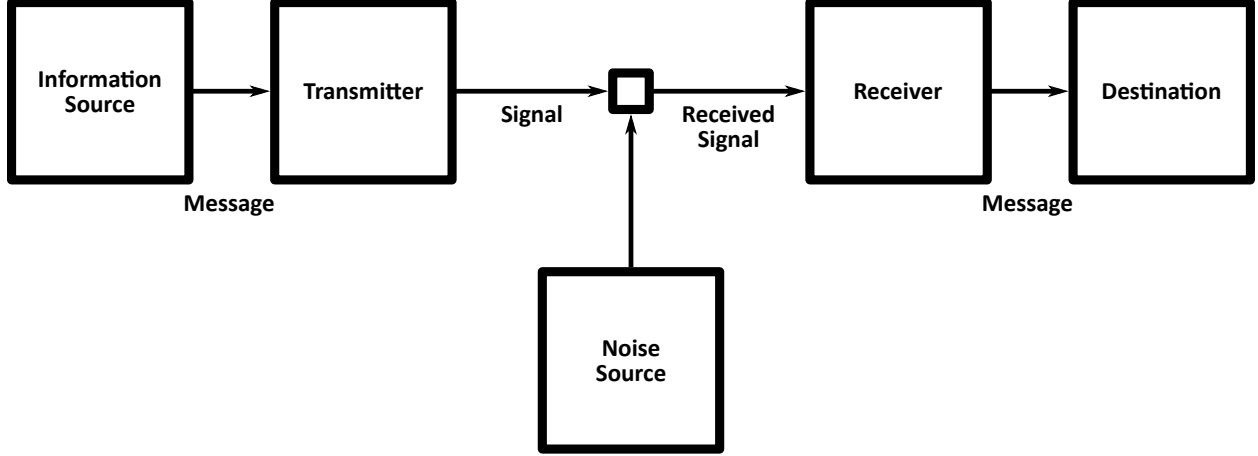 Information
Source
Transmitter
Signal
Received
Signal
Receiver
Destination
Message
Message
Noise
Source